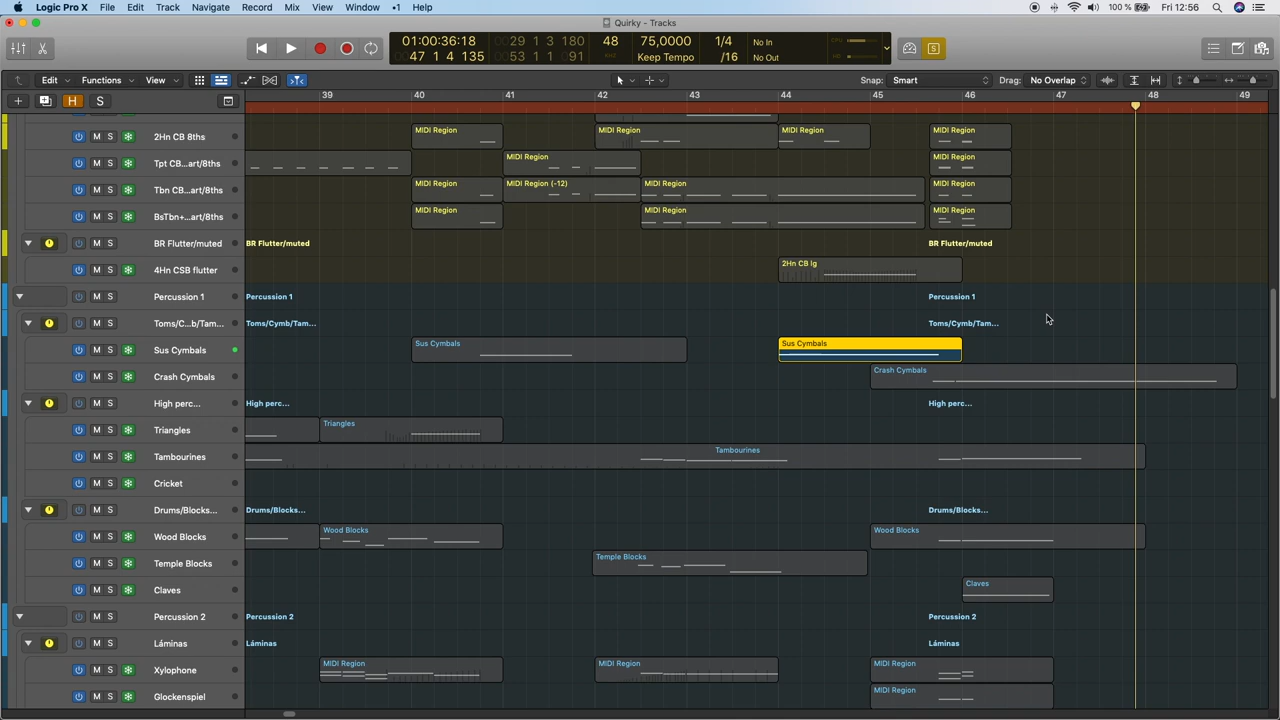 Logic Pro X File Edit Track Navigate Record Mix View Window •1 Help 100 % Fri 12:56
Quirky - Tracks
01:00:36:18 29 1 3 180 48 75,0000 1/4 No In CPU
47 1 4 135 53 1 1 091 Keep Tempo /16 No Out
Edit Functions View Snap: Smart Drag: No Overlap
H S 39 40 41 42 43 44 45 46 47 48 49
M S 2Hn CB 8ths MIDI Region MIDI Region MIDI Region MIDI Region
M S Tpt CB...art/8ths MIDI Region MIDI Region
M S Tbn CB...art/8ths MIDI Region MIDI Region (-12) MIDI Region MIDI Region
M S BsTbn+...art/8ths MIDI Region MIDI Region MIDI Region
M S BR Flutter/muted BR Flutter/muted BR Flutter/muted
M S 4Hn CSB flutter 2Hn CB lg
M S Percussion 1 Percussion 1 Percussion 1
M S Toms/C...b/Tam... Toms/Cymb/Tam... Toms/Cymb/Tam...
M S Sus Cymbals Sus Cymbals Sus Cymbals
M S Crash Cymbals Crash Cymbals
M S High perc... High perc... High perc...
M S Triangles Triangles
M S Tambourines Tambourines
M S Cricket
M S Drums/Blocks... Drums/Blocks... Drums/Blocks...
M S Wood Blocks Wood Blocks Wood Blocks
M S Temple Blocks Temple Blocks
M S Claves Claves
M S Percussion 2 Percussion 2 Percussion 2
M S Láminas Láminas Láminas
M S Xylophone MIDI Region MIDI Region MIDI Region
M S Glockenspiel MIDI Region